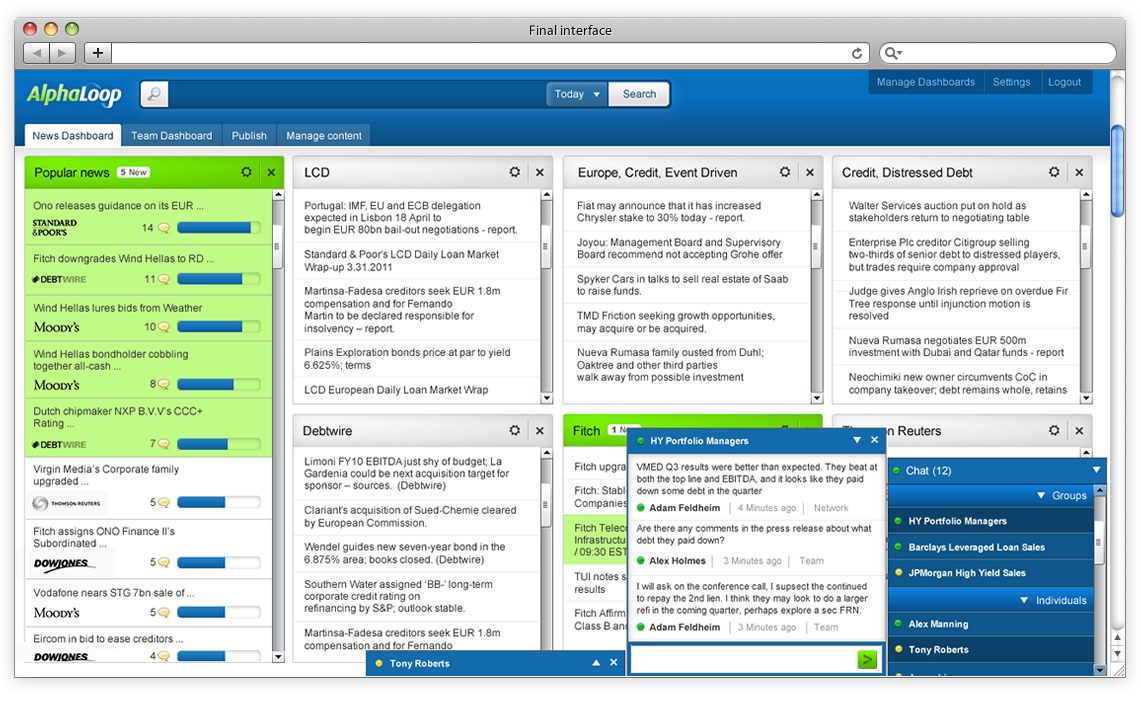 Final interface
AlphaLoop
Today
Search
Manage Dashboards
Settings
Logout
News Dashboard
Team Dashboard
Publish
Manage content
Popular news
5 New
Ono releases guidance on its EUR ...
STANDARD
&POOR'S
14
Fitch downgrades Wind Hellas to RD ...
DEBTWIRE
11
Wind Hellas lures bids from Weather
MOODY'S
10
Wind Hellas bondholder cobbling
together all-cash ...
MOODY'S
8
Dutch chipmaker NXP B.V.V's CCC+
Rating ...
DEBTWIRE
7
Virgin Media's Corporate family
upgraded ...
THOMSON REUTERS
5
Fitch assigns ONO Finance II's
Subordinated ...
DOWJONES
5
Vodafone nears STG 7bn sale of ...
MOODY'S
5
Eircom in bid to ease creditors ...
DOWJONES
4
LCD
Portugal: IMF, EU and ECB delegation
expected in Lisbon 18 April to
begin EUR 80bn bail-out negotiations - report.
Standard & Poor's LCD Daily Loan Market
Wrap-up 3.31.2011
Martinsa-Fadesa creditors seek EUR 1.8m
compensation and for Fernando
Martin to be declared responsible for
insolvency – report.
Plains Exploration bonds price at par to yield
6.625%; terms
LCD European Daily Loan Market Wrap
Europe, Credit, Event Driven
Fiat may announce that it has increased
Chrysler stake to 30% today - report.
Joyou: Management Board and Supervisory
Board recommend not accepting Grohe offer
Spyker Cars in talks to sell real estate of Saab
to raise funds.
TMD Friction seeking growth opportunities,
may acquire or be acquired.
Nueva Rumasa family ousted from Duhl;
Oaktree and other third parties
walk away from possible investment
Credit, Distressed Debt
Walter Services auction put on hold as
stakeholders return to negotiating table
Enterprise Plc creditor Citigroup selling
two-thirds of senior debt to distressed players,
but trades require company approval
Judge gives Anglo Irish reprieve on overdue Fir
Tree response until injunction motion is
resolved
Nueva Rumasa negotiates EUR 500m
investment with Dubai and Qatar funds - report
Neochimiki new owner circumvents CoC in
company takeover; debt remains whole, retains
Debtwire
Limoni FY10 EBITDA just shy of budget; La
Gardenia could be next acquisition target for
sponsor – sources. (Debtwire)
Clariant's acquisition of Sued-Chemie cleared
by European Commission.
Wendel guides new seven-year bond in the
6.875% area; books closed. (Debtwire)
Southern Water assigned 'BB-' long-term
corporate credit rating on
refinancing by S&P; outlook stable.
Martinsa-Fadesa creditors seek EUR 1.8m
compensation and for Fernando
Fitch
1
Fitch upgra
Fitch: Stabl
Companies
Fitch Telec
Infrastructu
/ 09:30 EST
TUI notes s
results
Fitch Affirm
Class B and
Reuters
HY Portfolio Managers
VMED Q3 results were better than expected. They beat at
both the top line and EBITDA, and it looks like they paid
down some debt in the quarter
Adam Feldheim
4 Minutes ago
Network
Are there any comments in the press release about what
debt they paid down?
Alex Holmes
3 Minutes ago
Team
I will ask on the conference call, I supsect the continued
to repay the 2nd lien. I think they may look to do a larger
refi in the coming quarter, perhaps explore a sec FRN.
Adam Feldheim
3 Minutes ago
Team
>
Tony Roberts
Chat (12)
Groups
HY Portfolio Managers
Barclays Leveraged Loan Sales
JPMorgan High Yield Sales
Individuals
Alex Manning
Tony Roberts